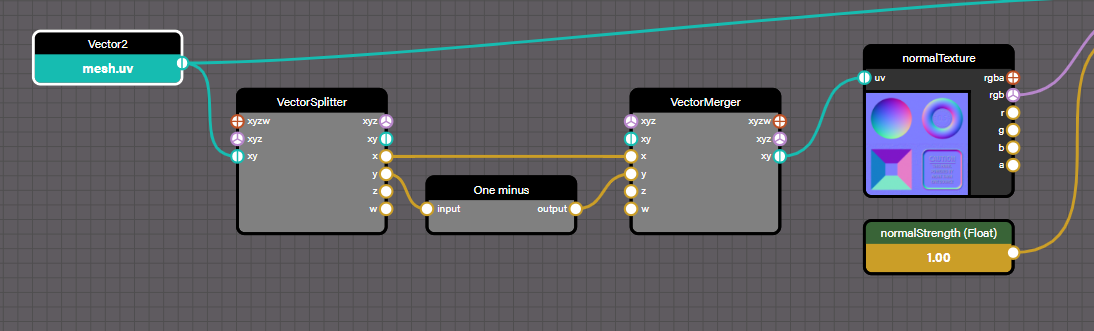 Vector2
mesh.uv
VectorSplitter
xyzw xyz
xyz xy
xy x
y
z
w
One minus
input output
VectorMerger
xyz xyzw
xy xyz
x xy
y
z
w
normalTexture
uv rgba
rgb
r
g
b
a
normalStrength (Float)
1.00